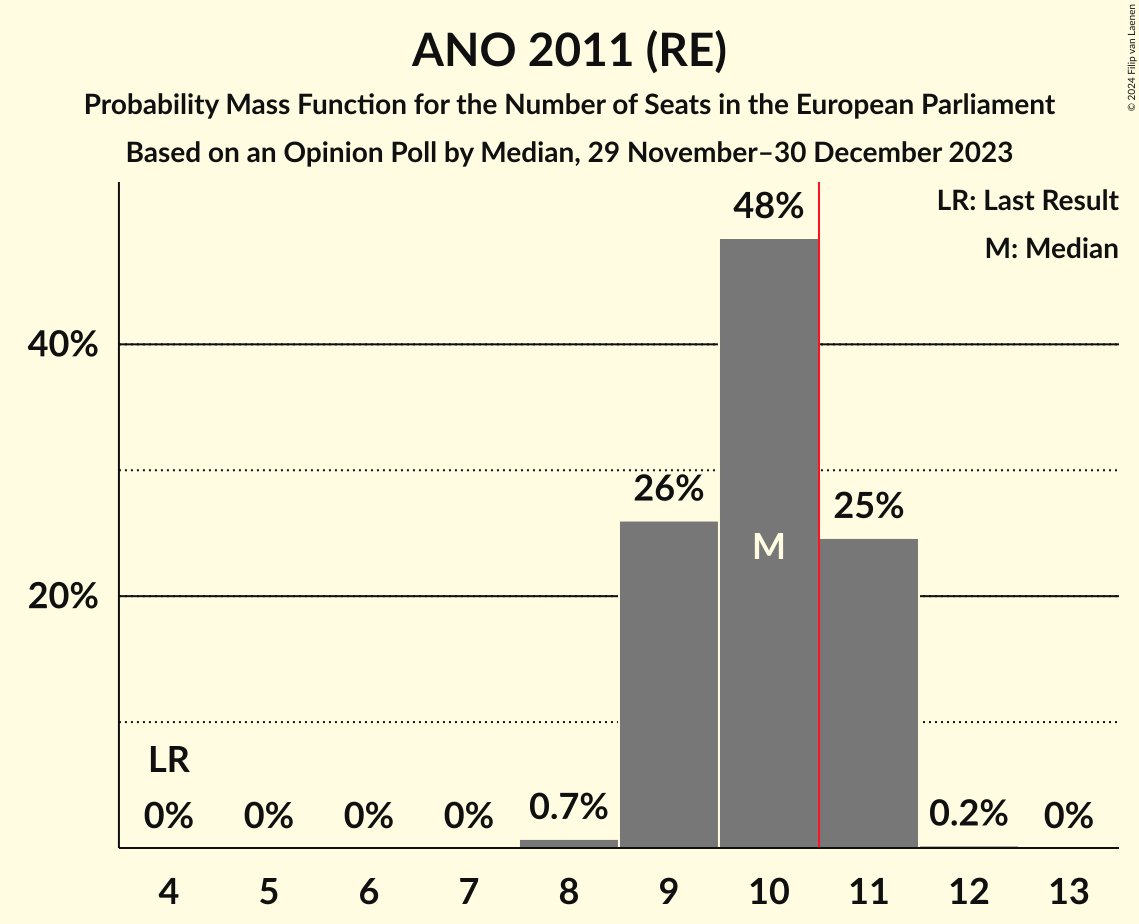 ANO 2011 (RE)
Probability Mass Function for the Number of Seats in the European Parliament
Based on an Opinion Poll by Median, 29 November–30 December 2023
© 2024 Filip van Laenen
LR: Last Result
M: Median
48%
40%
26%
25%
M
20%
LR
0%
0%
0%
0%
0.7%
0.2%
0%
4
5
6
7
8
9
10
11
12
13